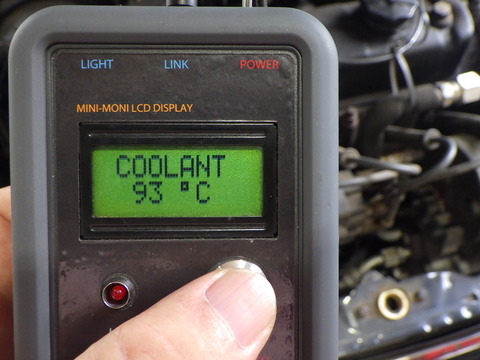 LIGHT LINK POWER
MINI-MONI LCD DISPLAY
COOLANT
93 °C